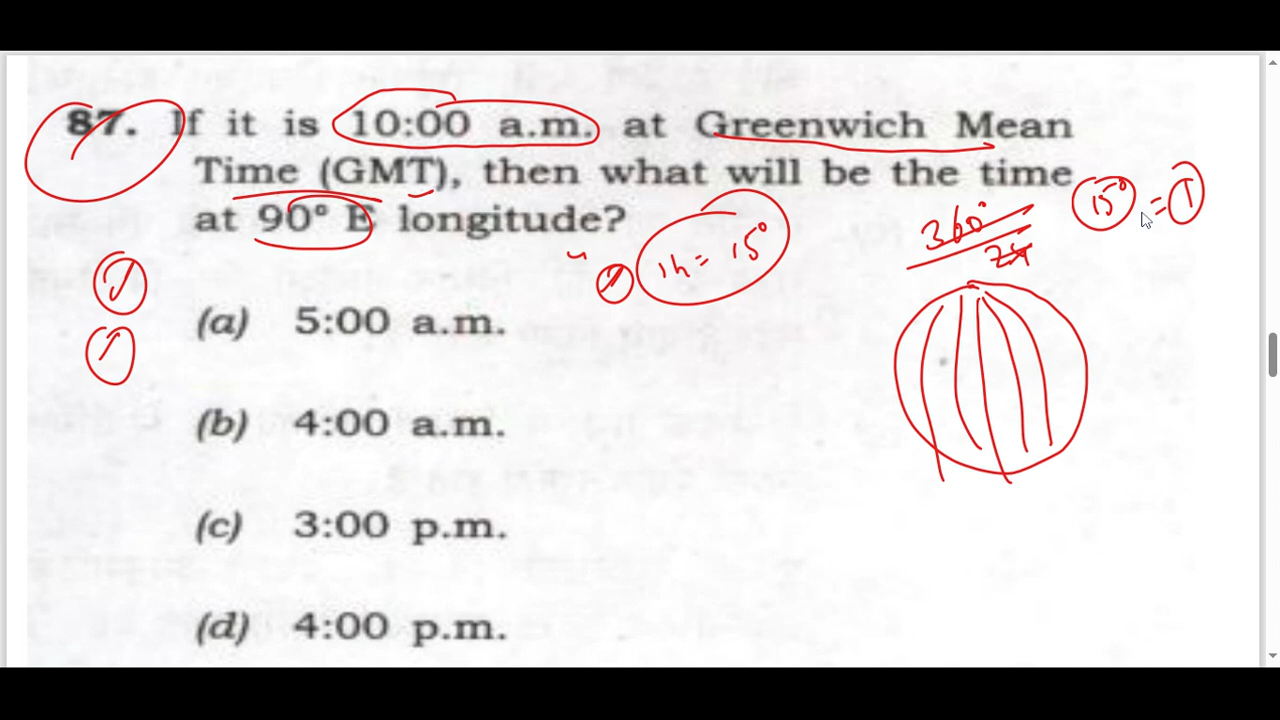 87. If it is 10:00 a.m. at Greenwich Mean
Time (GMT), then what will be the time
at 90° E longitude?
15° = 1
360°
24
1h = 15°
(a) 5:00 a.m.
(b) 4:00 a.m.
(c) 3:00 p.m.
(d) 4:00 p.m.